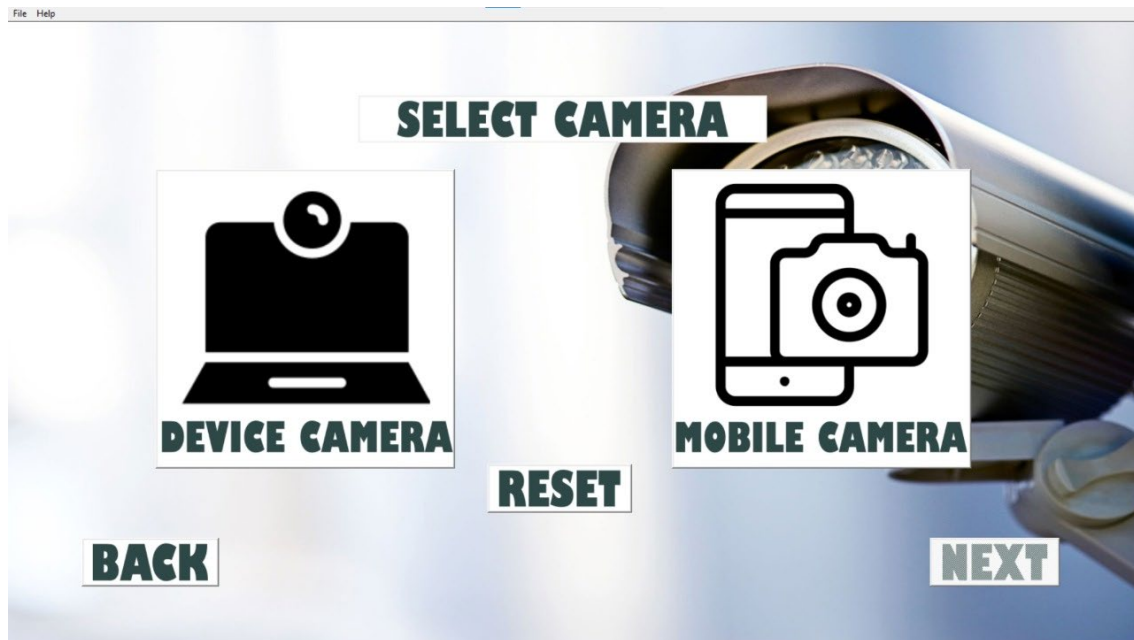 File Help
SELECT CAMERA
DEVICE CAMERA
MOBILE CAMERA
RESET
BACK
NEXT